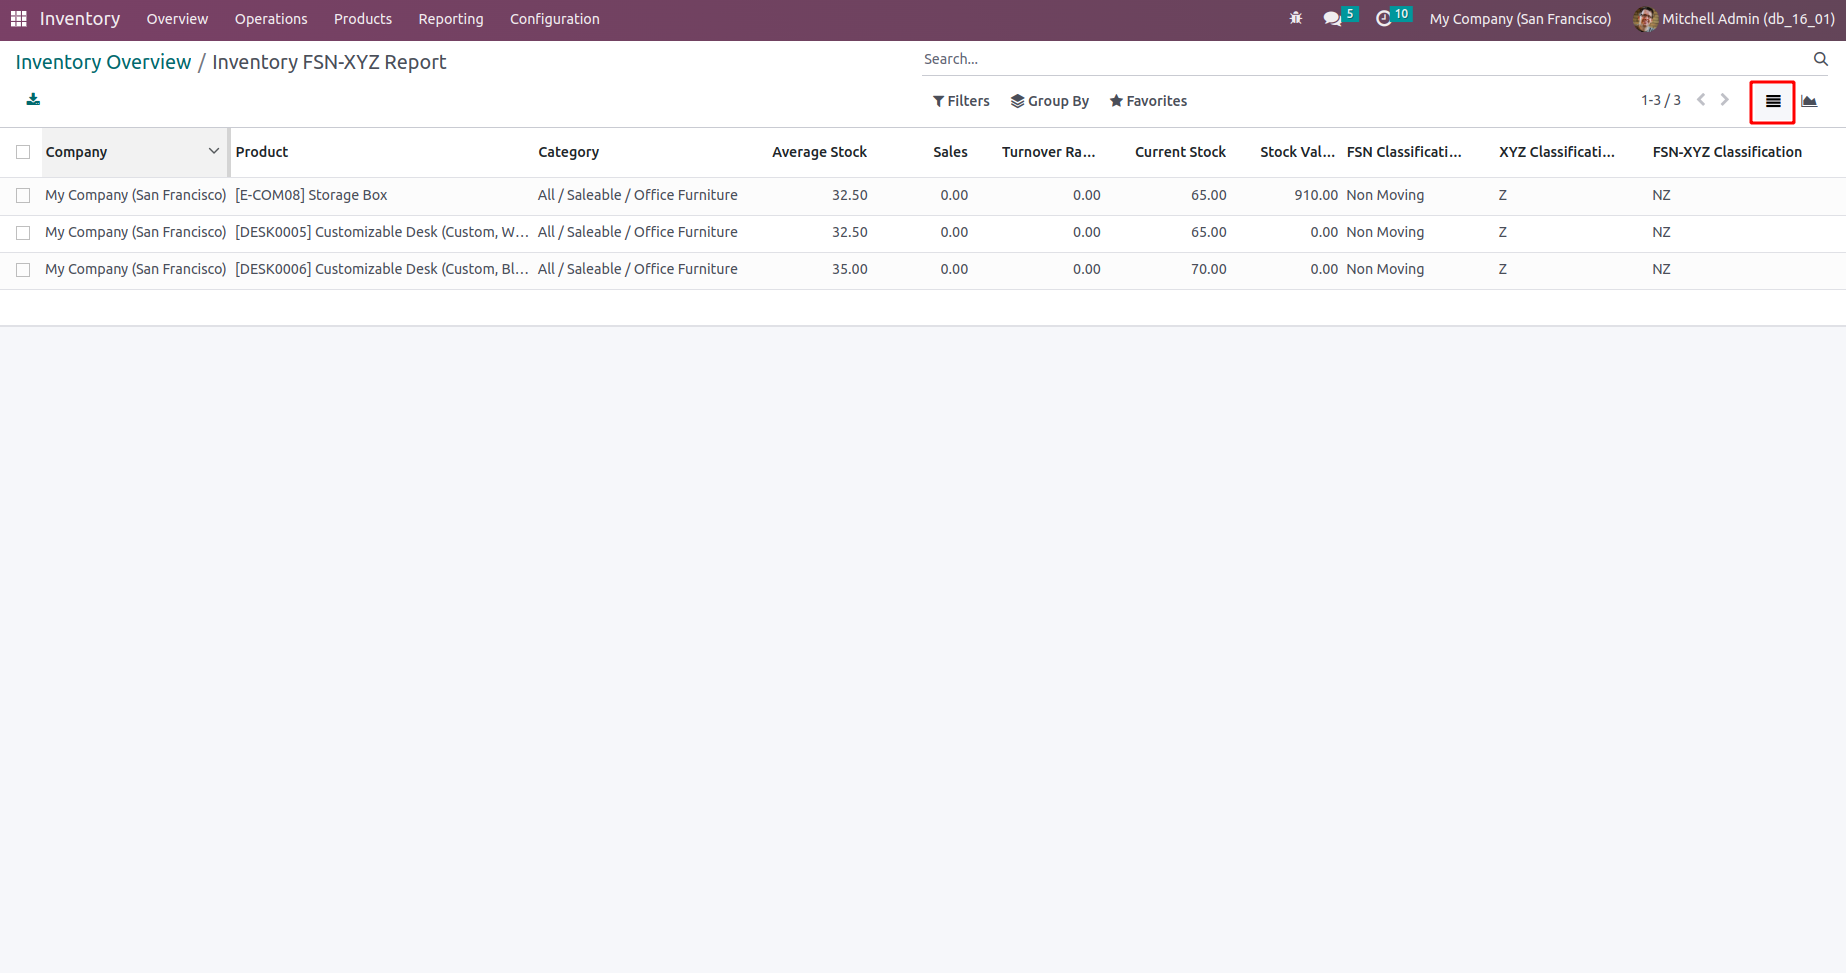 Inventory Overview Operations Products Reporting Configuration 5 10 My Company (San Francisco) Mitchell Admin (db_16_01)
Inventory Overview / Inventory FSN-XYZ Report
Search...
Filters Group By Favorites 1-3 / 3
Company Product Category Average Stock Sales Turnover Ra... Current Stock Stock Val... FSN Classificati... XYZ Classificati... FSN-XYZ Classification
My Company (San Francisco) [E-COM08] Storage Box All / Saleable / Office Furniture 32.50 0.00 0.00 65.00 910.00 Non Moving Z NZ
My Company (San Francisco) [DESK0005] Customizable Desk (Custom, W... All / Saleable / Office Furniture 32.50 0.00 0.00 65.00 0.00 Non Moving Z NZ
My Company (San Francisco) [DESK0006] Customizable Desk (Custom, Bl... All / Saleable / Office Furniture 35.00 0.00 0.00 70.00 0.00 Non Moving Z NZ